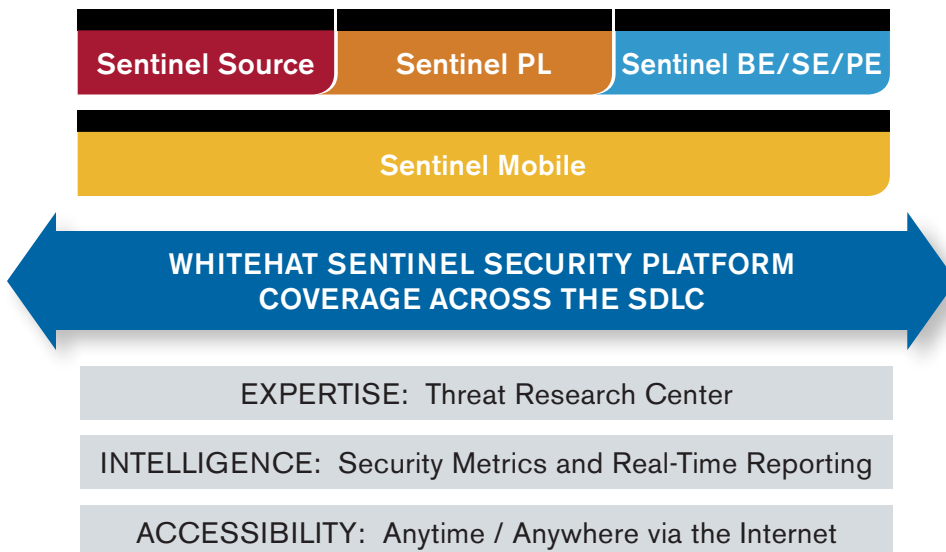 Sentinel Source
Sentinel PL
Sentinel BE/SE/PE
Sentinel Mobile
WHITEHAT SENTINEL SECURITY PLATFORM
COVERAGE ACROSS THE SDLC
EXPERTISE: Threat Research Center
INTELLIGENCE: Security Metrics and Real-Time Reporting
ACCESSIBILITY: Anytime / Anywhere via the Internet